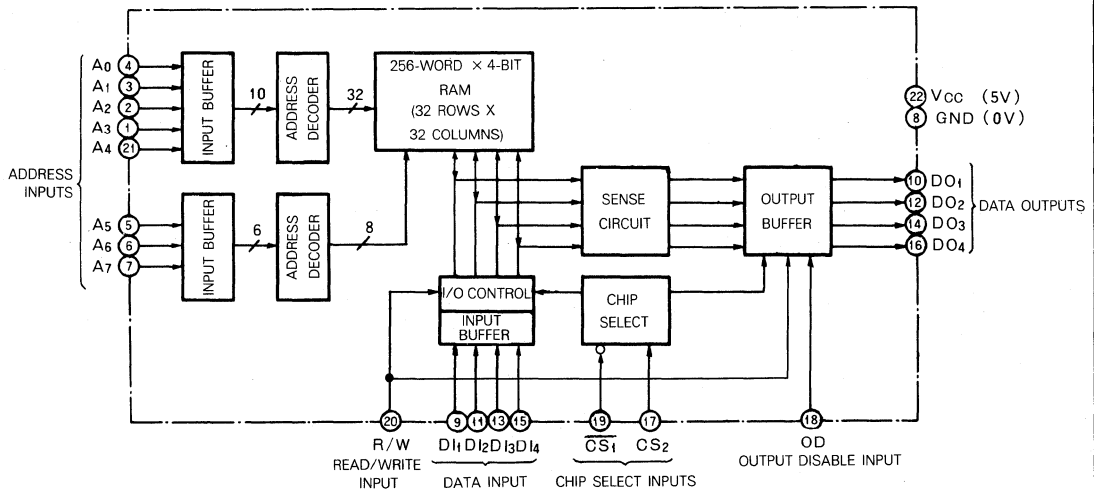 ADDRESS
INPUTS
A0 4
A1 3
A2 2
A3 1
A4 21
A5 5
A6 6
A7 7
INPUT BUFFER
10
ADDRESS
DECODER
32
256-WORD × 4-BIT
RAM
(32 ROWS X
32 COLUMNS)
INPUT BUFFER
6
ADDRESS
DECODER
8
SENSE
CIRCUIT
OUTPUT
BUFFER
22 VCC (5V)
8 GND (0V)
10 DO1
12 DO2
14 DO3
16 DO4
DATA OUTPUTS
I/O CONTROL
INPUT
BUFFER
CHIP
SELECT
20
R/W
READ/WRITE
INPUT
9 11 13 15
DI1 DI2 DI3 DI4
DATA INPUT
19 17
C̅S̅1̅ CS2
CHIP SELECT INPUTS
18
OD
OUTPUT DISABLE INPUT